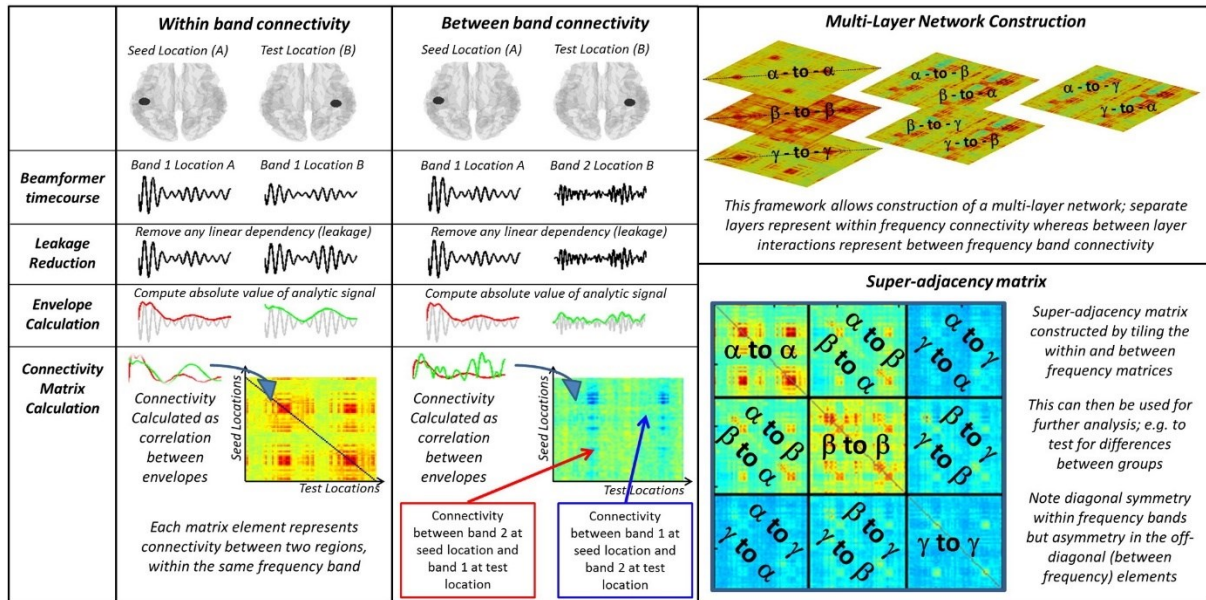 Within band connectivity
Seed Location (A) Test Location (B)
Between band connectivity
Seed Location (A) Test Location (B)
Beamformer
timecourse
Band 1 Location A Band 1 Location B
Band 1 Location A Band 2 Location B
Leakage
Reduction
Remove any linear dependency (leakage)
Remove any linear dependency (leakage)
Envelope
Calculation
Compute absolute value of analytic signal
Compute absolute value of analytic signal
Connectivity
Matrix
Calculation
Connectivity
Calculated as
correlation
between
envelopes
Seed Locations
Test Locations
Each matrix element represents
connectivity between two regions,
within the same frequency band
Connectivity
Calculated as
correlation
between
envelopes
Seed Locations
Test Locations
Connectivity
between band 2 at
seed location and
band 1 at test
location
Connectivity
between band 1 at
seed location and
band 2 at test
location
Multi-Layer Network Construction
α - to - α
β - to - β
γ - to - γ
α - to - β
β - to - α
β - to - γ
γ - to - β
α - to - γ
γ - to - α
This framework allows construction of a multi-layer network; separate
layers represent within frequency connectivity whereas between layer
interactions represent between frequency band connectivity
Super-adjacency matrix
α to α
α to β
β to α
α to γ
γ to α
α to β
β to α
β to β
β to γ
γ to β
α to γ
γ to α
β to γ
γ to β
γ to γ
Super-adjacency matrix
constructed by tiling the
within and between
frequency matrices
This can then be used for
further analysis; e.g. to
test for differences
between groups
Note diagonal symmetry
within frequency bands
but asymmetry in the off-
diagonal (between
frequency) elements